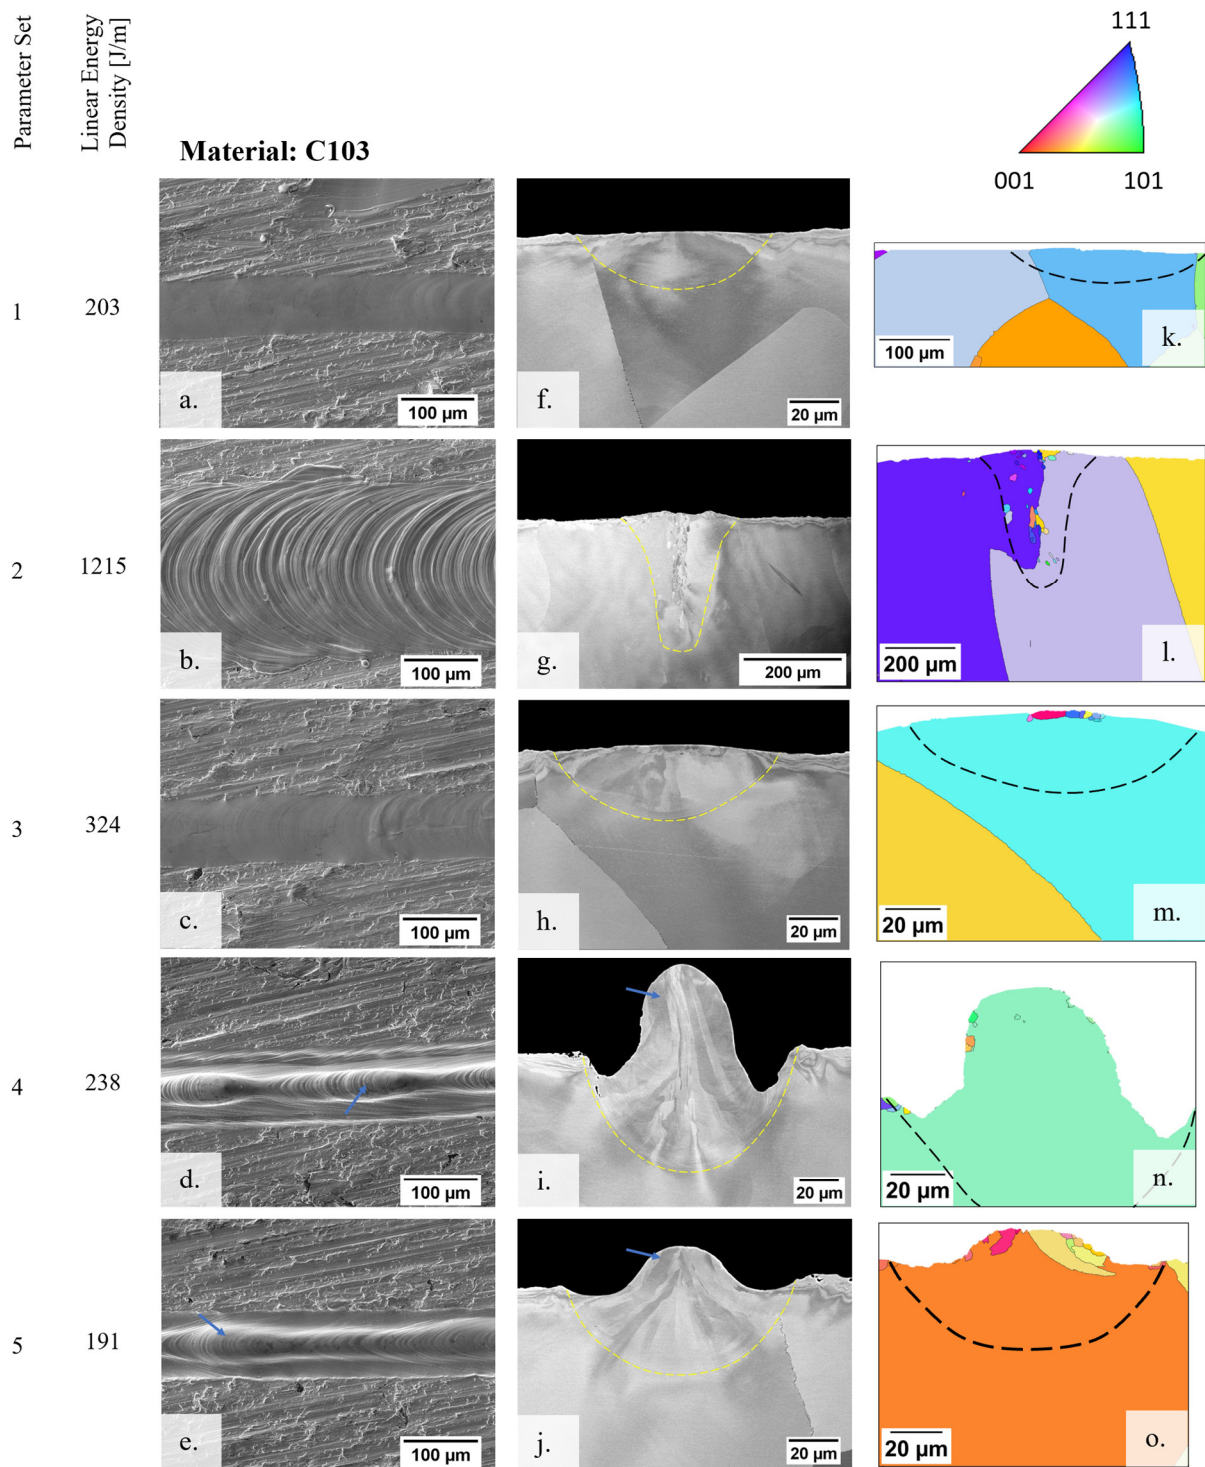 Parameter Set
Linear Energy
Density [J/m]
111
001
101
Material: C103
1
203
a.
100 µm
f.
20 µm
k.
100 µm
2
1215
b.
100 µm
g.
200 µm
l.
200 µm
3
324
c.
100 µm
h.
20 µm
m.
20 µm
4
238
d.
100 µm
i.
20 µm
n.
20 µm
5
191
e.
100 µm
j.
20 µm
o.
20 µm